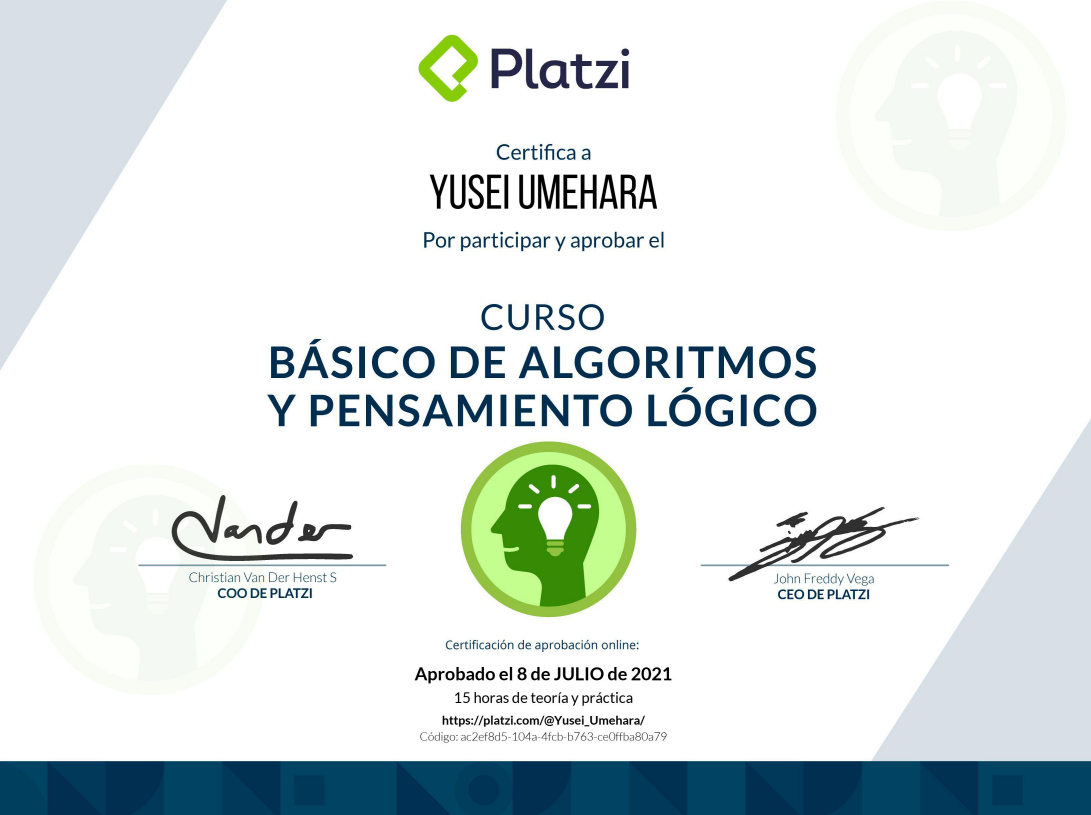 Platzi
Certifica a
YUSEI UMEHARA
Por participar y aprobar el
CURSO
BÁSICO DE ALGORITMOS
Y PENSAMIENTO LÓGICO
Vander
Christian Van Der Henst S
COO DE PLATZI
John Freddy Vega
CEO DE PLATZI
Certificación de aprobación online:
Aprobado el 8 de JULIO de 2021
15 horas de teoría y práctica
https://platzi.com/@Yusei_Umehara/
Código: ac2ef8d5-104a-4fcb-b763-ce0ffba80a79